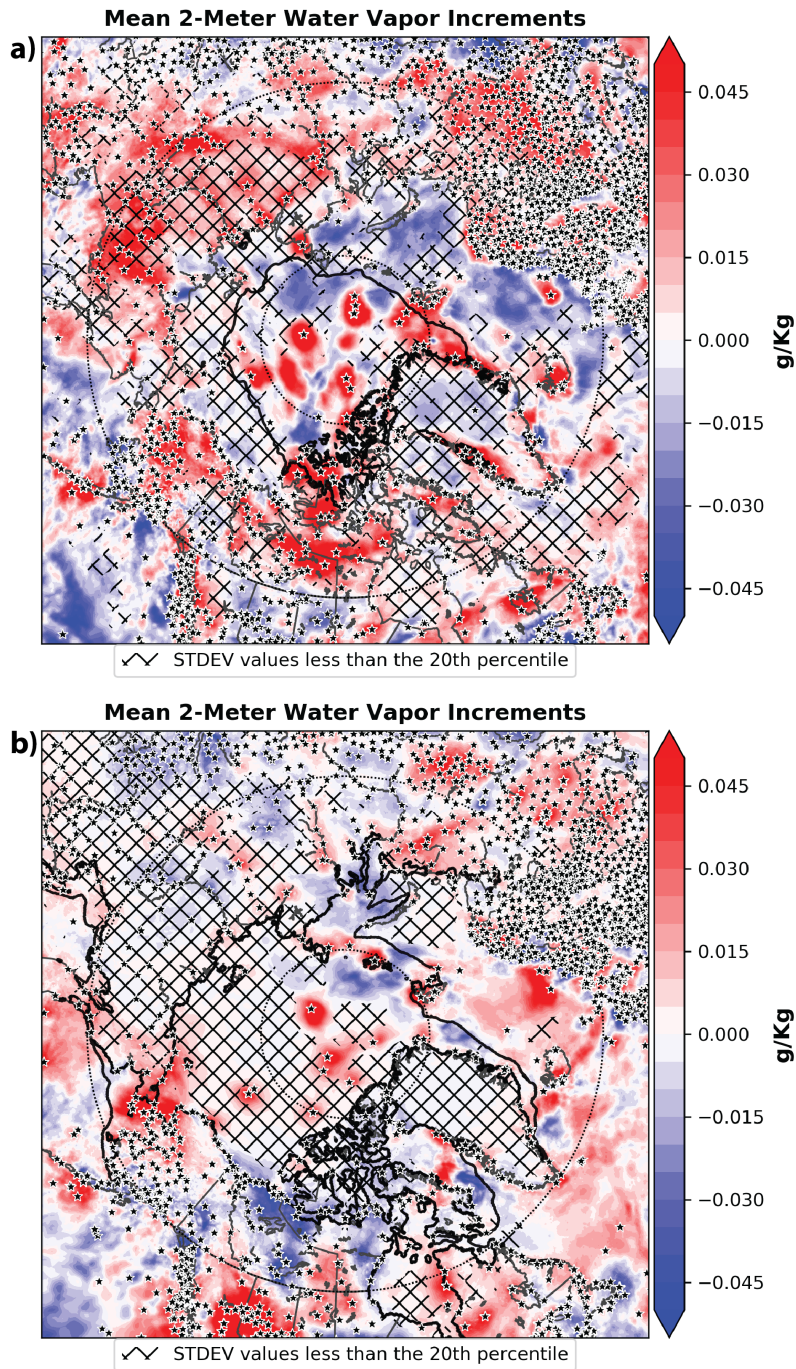 Mean 2-Meter Water Vapor Increments
a)
0.045
0.030
0.015
0.000
−0.015
−0.030
−0.045
g/Kg
STDEV values less than the 20th percentile
Mean 2-Meter Water Vapor Increments
b)
0.045
0.030
0.015
0.000
−0.015
−0.030
−0.045
g/Kg
STDEV values less than the 20th percentile